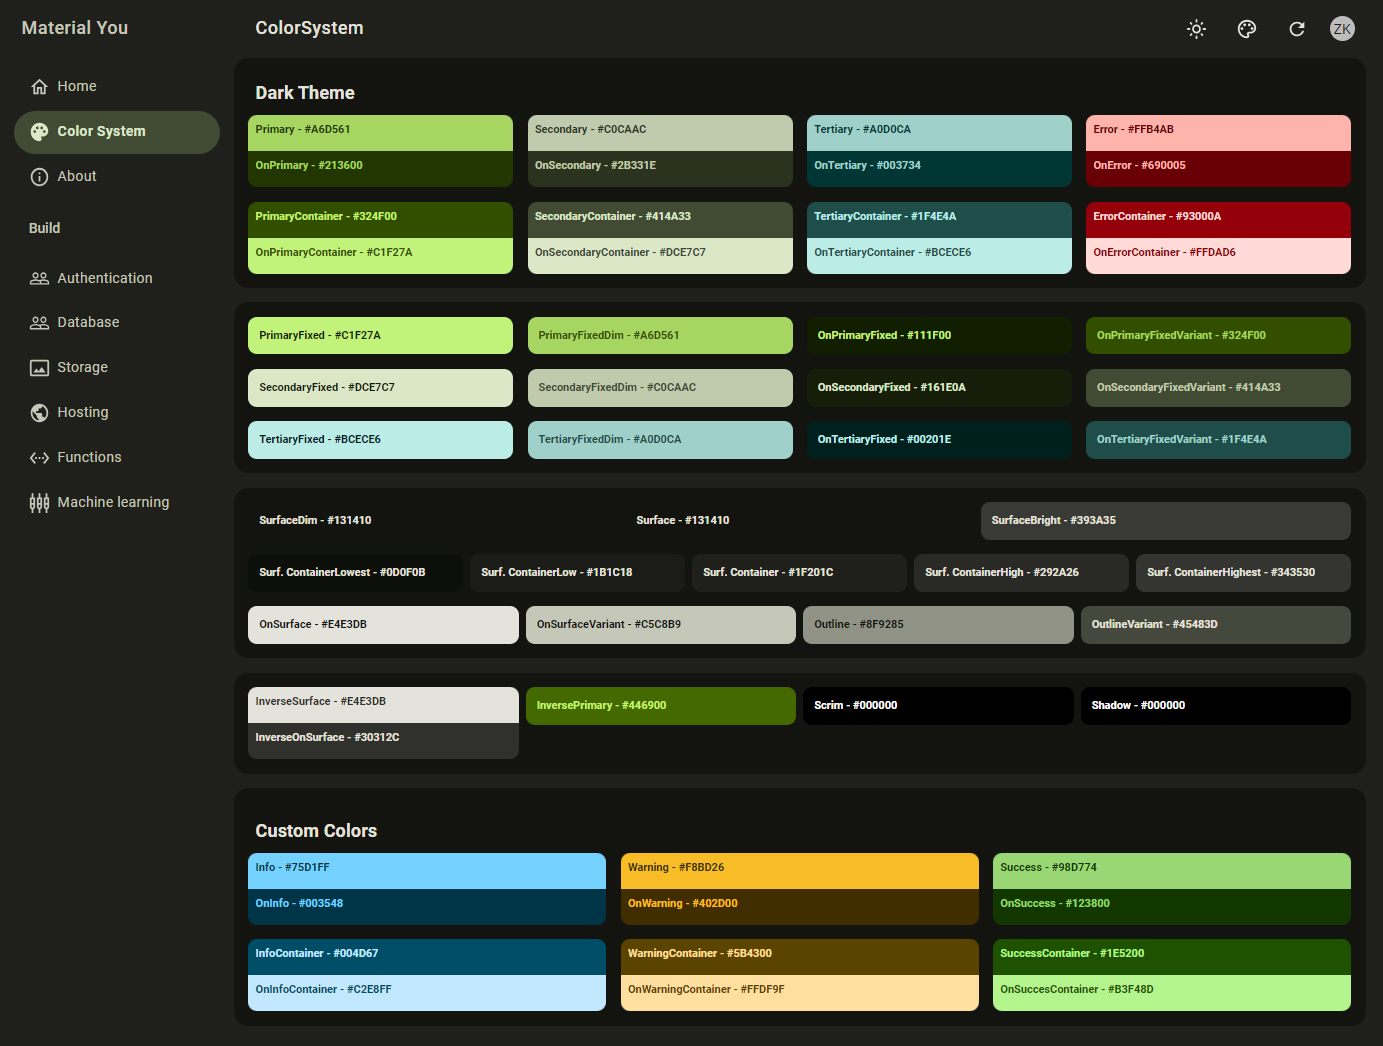 Material You
ColorSystem
ZK
Home
Color System
About
Build
Authentication
Database
Storage
Hosting
Functions
Machine learning
Dark Theme
Primary - #A6D561
OnPrimary - #213600
Secondary - #C0CAAC
OnSecondary - #2B331E
Tertiary - #A0D0CA
OnTertiary - #003734
Error - #FFB4AB
OnError - #690005
PrimaryContainer - #324F00
OnPrimaryContainer - #C1F27A
SecondaryContainer - #414A33
OnSecondaryContainer - #DCE7C7
TertiaryContainer - #1F4E4A
OnTertiaryContainer - #BCECE6
ErrorContainer - #93000A
OnErrorContainer - #FFDAD6
PrimaryFixed - #C1F27A
PrimaryFixedDim - #A6D561
OnPrimaryFixed - #111F00
OnPrimaryFixedVariant - #324F00
SecondaryFixed - #DCE7C7
SecondaryFixedDim - #C0CAAC
OnSecondaryFixed - #161E0A
OnSecondaryFixedVariant - #414A33
TertiaryFixed - #BCECE6
TertiaryFixedDim - #A0D0CA
OnTertiaryFixed - #00201E
OnTertiaryFixedVariant - #1F4E4A
SurfaceDim - #131410
Surface - #131410
SurfaceBright - #393A35
Surf. ContainerLowest - #0D0F0B
Surf. ContainerLow - #1B1C18
Surf. Container - #1F201C
Surf. ContainerHigh - #292A26
Surf. ContainerHighest - #343530
OnSurface - #E4E3DB
OnSurfaceVariant - #C5C8B9
Outline - #8F9285
OutlineVariant - #45483D
InverseSurface - #E4E3DB
InverseOnSurface - #30312C
InversePrimary - #446900
Scrim - #000000
Shadow - #000000
Custom Colors
Info - #75D1FF
OnInfo - #003548
Warning - #F8BD26
OnWarning - #402D00
Success - #98D774
OnSuccess - #123800
InfoContainer - #004D67
OnInfoContainer - #C2E8FF
WarningContainer - #5B4300
OnWarningContainer - #FFDF9F
SuccessContainer - #1E5200
OnSuccesContainer - #B3F48D